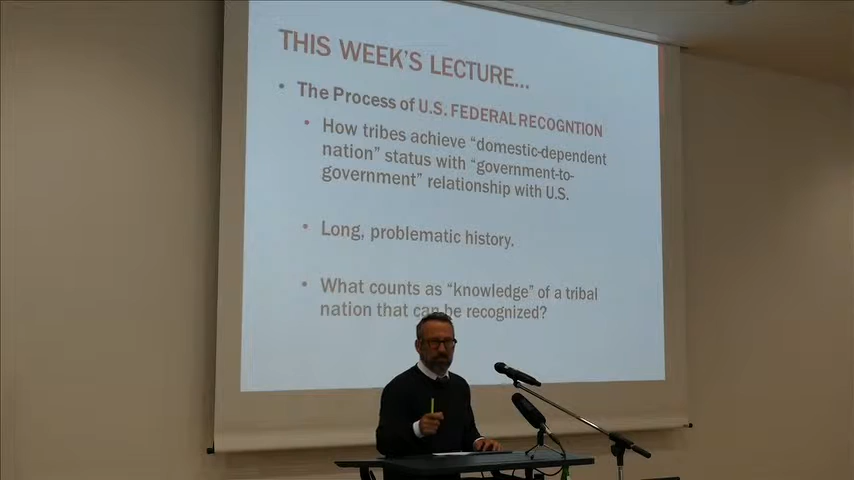 THIS WEEK'S LECTURE...
• The Process of U.S. FEDERAL RECOGNTION
• How tribes achieve "domestic-dependent
nation" status with "government-to-
government" relationship with U.S.
• Long, problematic history.
• What counts as "knowledge" of a tribal
nation that can be recognized?